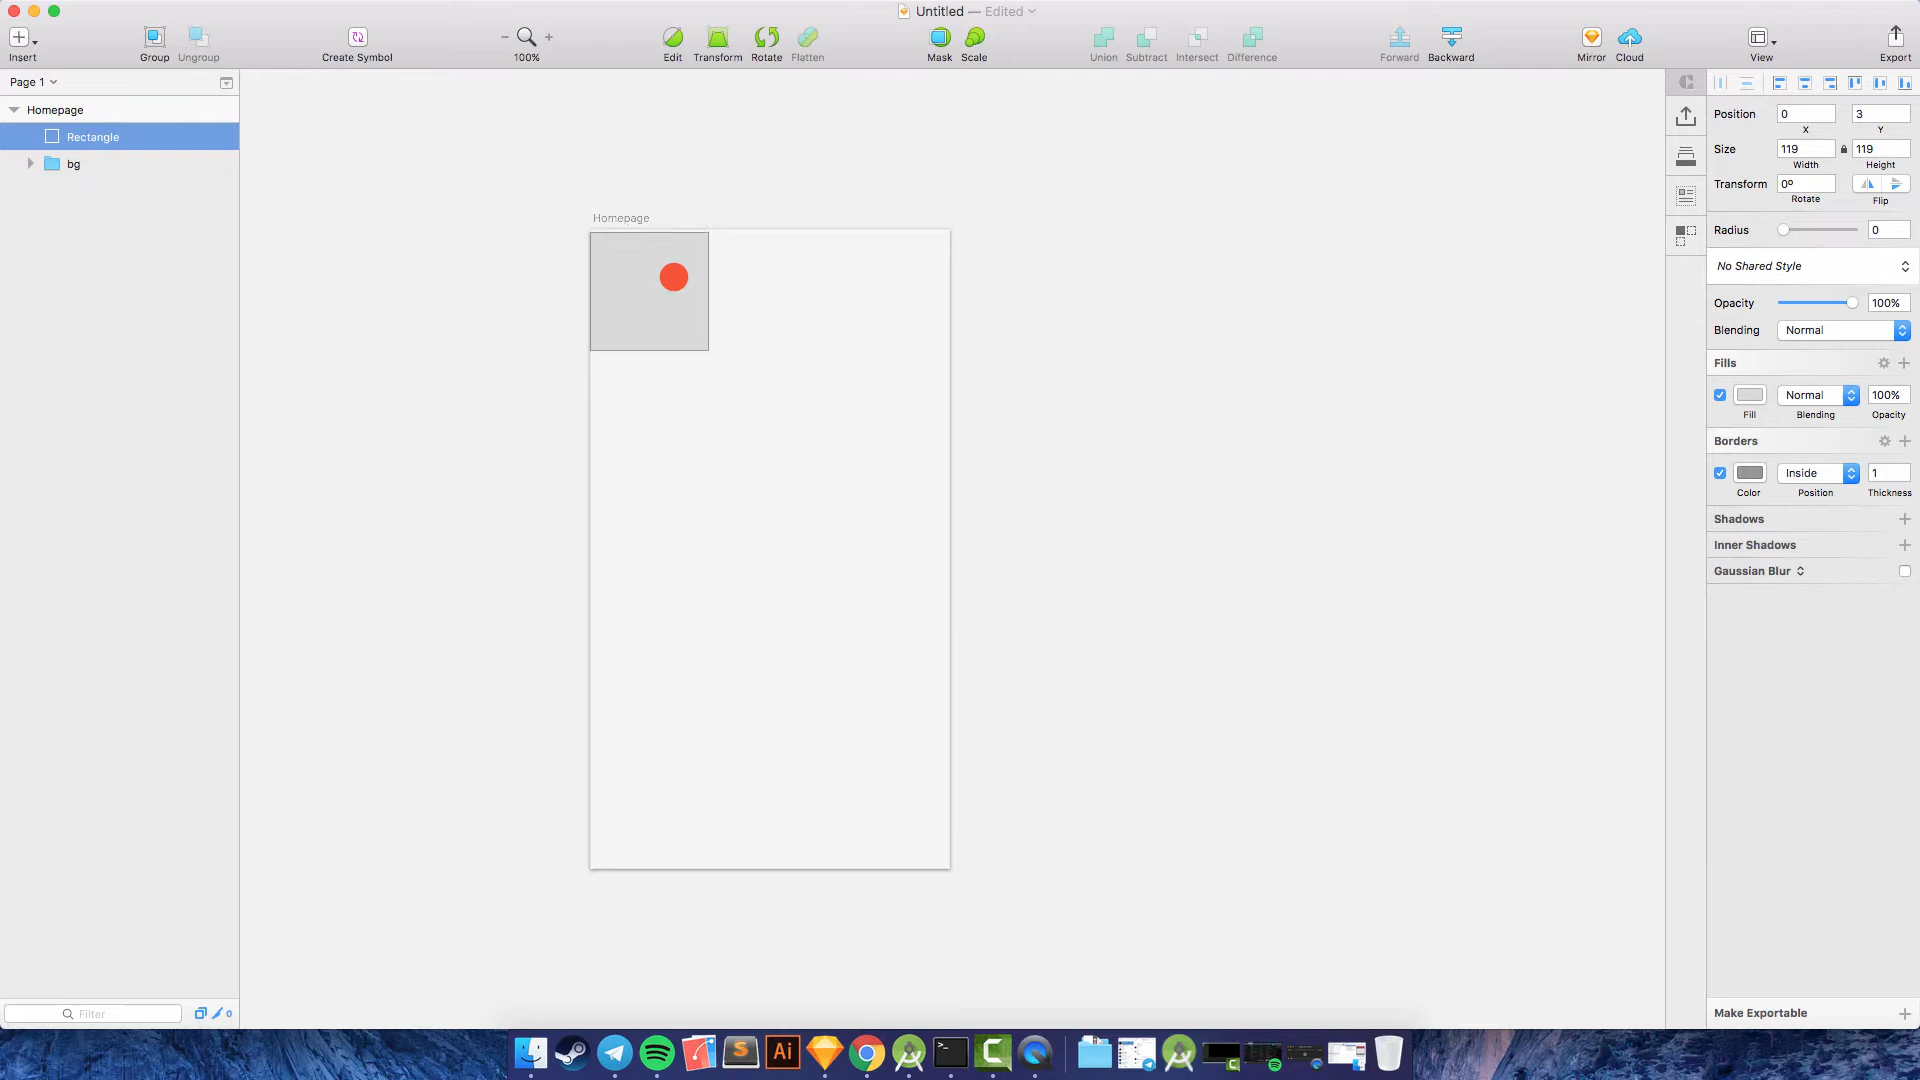 Untitled — Edited
Insert
Group
Ungroup
Create Symbol
100%
Edit
Transform
Rotate
Flatten
Mask
Scale
Union
Subtract
Intersect
Difference
Forward
Backward
Mirror
Cloud
View
Export
Page 1
Homepage
Rectangle
bg
Filter
0
Homepage
Position
0
3
X
Y
Size
119
119
Width
Height
Transform
0º
Rotate
Flip
Radius
0
No Shared Style
Opacity
100%
Blending
Normal
Fills
Normal
100%
Fill
Blending
Opacity
Borders
Inside
1
Color
Position
Thickness
Shadows
Inner Shadows
Gaussian Blur
Make Exportable
S
Ai
>_
C